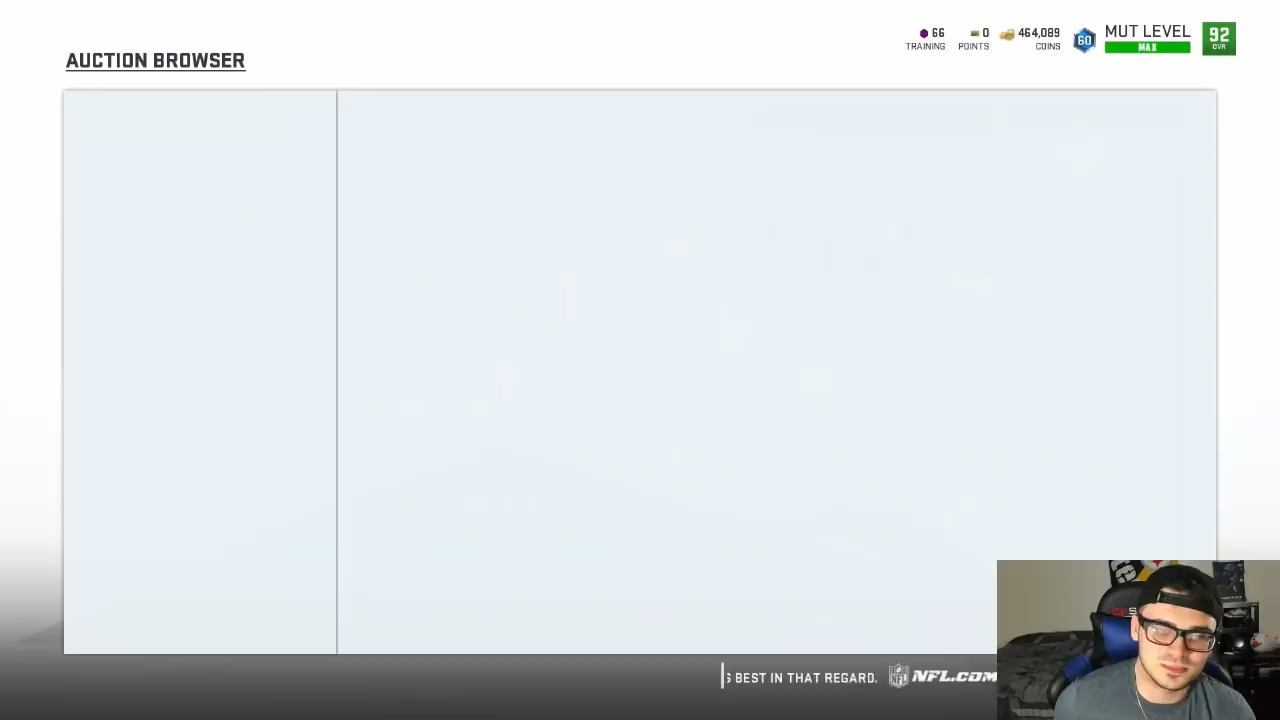 66
TRAINING
0
POINTS
464,089
COINS
60
MUT LEVEL
MAX
92
OVR
AUCTION BROWSER
BEST IN THAT REGARD.
NFL.COM